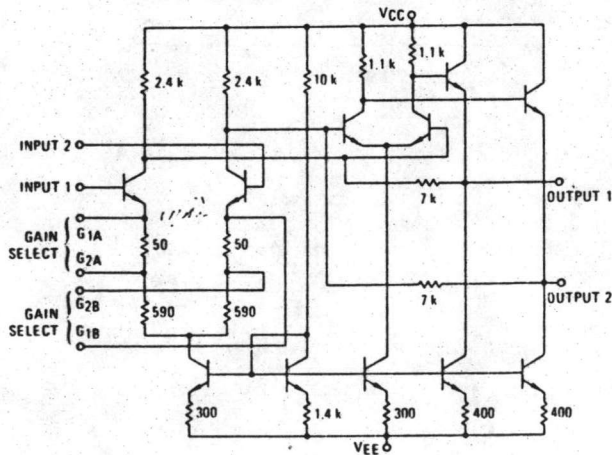 VCC
1.1 k
1.1 k
2.4 k
2.4 k
10 k
INPUT 2
INPUT 1
7 k
OUTPUT 1
GAIN SELECT
G1A
G2A
50
50
7 k
OUTPUT 2
GAIN SELECT
G2B
G1B
590
590
300
1.4 k
300
400
400
VEE